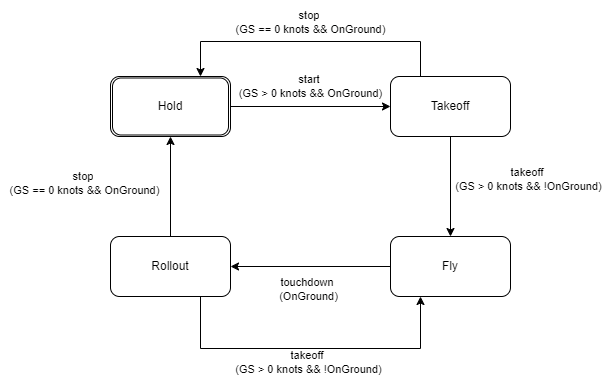 stop
(GS == 0 knots && OnGround)
Hold
start
(GS > 0 knots && OnGround)
Takeoff
stop
(GS == 0 knots && OnGround)
takeoff
(GS > 0 knots && !OnGround)
Rollout
touchdown
(OnGround)
Fly
takeoff
(GS > 0 knots && !OnGround)